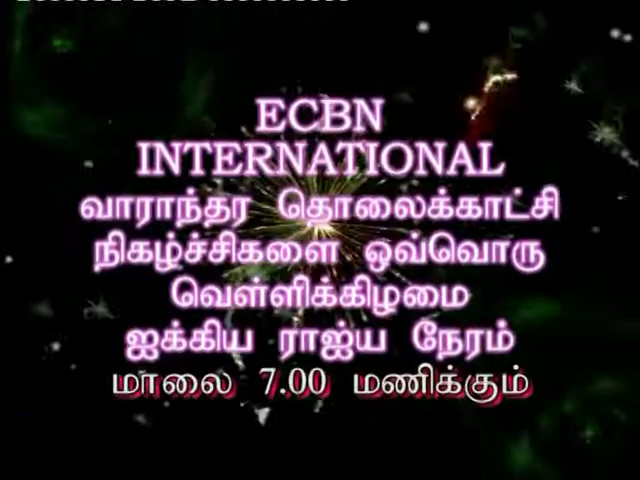 ECBN
INTERNATIONAL
வாராந்தர தொலைக்காட்சி
நிகழ்ச்சிகளை ஒவ்வொரு
வெள்ளிக்கிழமை
ஐக்கிய ராஜ்ய நேரம்
மாலை 7.00 மணிக்கும்